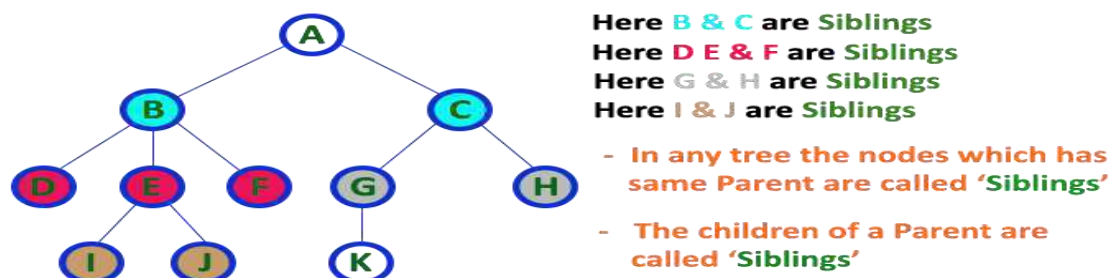 A
B
C
D
E
F
G
H
I
J
K
Here B & C are Siblings
Here D E & F are Siblings
Here G & H are Siblings
Here I & J are Siblings
- In any tree the nodes which has
same Parent are called ‘Siblings’
- The children of a Parent are
called ‘Siblings’